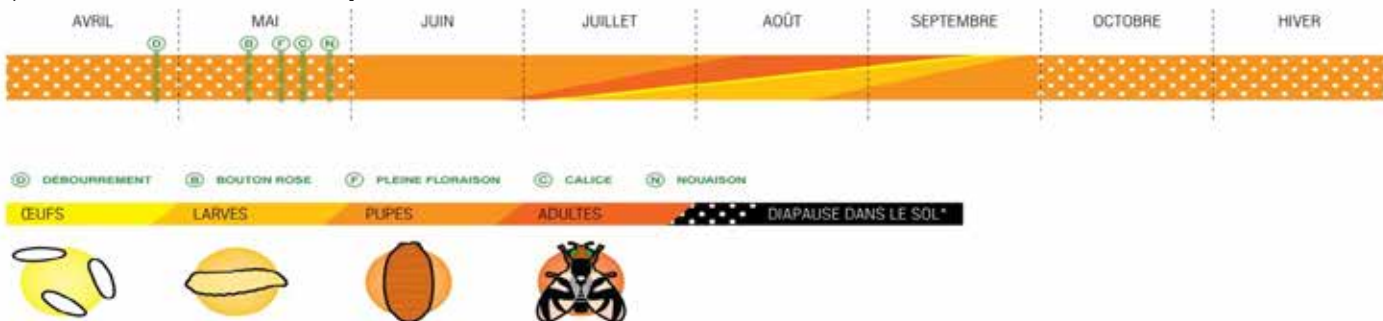 AVRIL MAI JUIN JUILLET AOÛT SEPTEMBRE OCTOBRE HIVER
D B F C N
D DÉBOURREMENT B BOUTON ROSE F PLEINE FLORAISON C CALICE N NOUAISON
ŒUFS LARVES PUPES ADULTES DIAPAUSE DANS LE SOL*